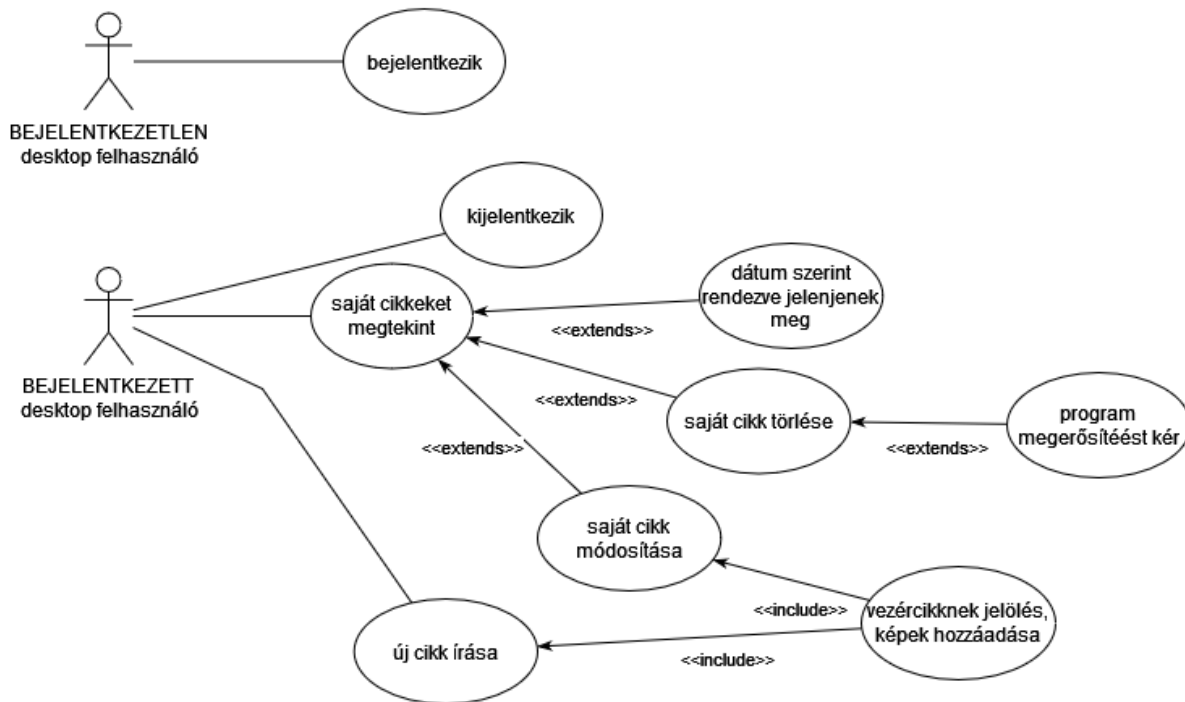 bejelentkezik
BEJELENTKEZETLEN
desktop felhasználó
kijelentkezik
dátum szerint
rendezve jelenjenek
meg
saját cikkeket
megtekint
<<extends>>
BEJELENTKEZETT
desktop felhasználó
<<extends>>
saját cikk törlése
program
megerősítéést kér
<<extends>>
<<extends>>
saját cikk
módosítása
<<include>>
vezércikknek jelölés,
képek hozzáadása
új cikk írása
<<include>>